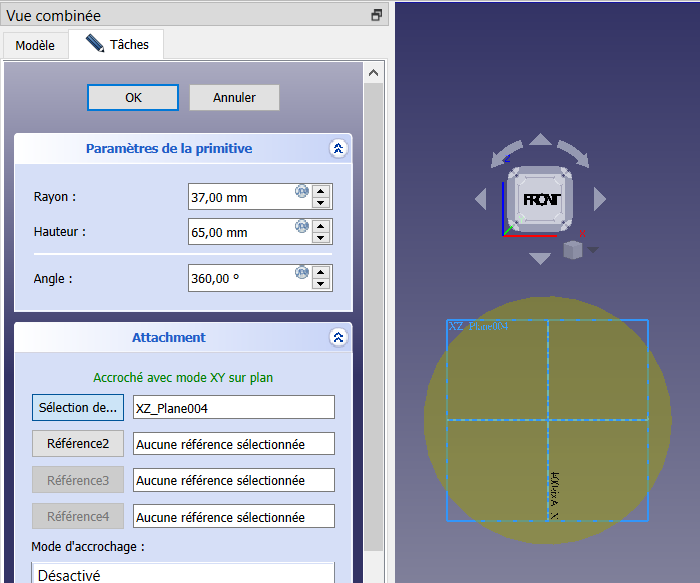 Vue combinée
Modèle
Tâches
OK
Annuler
Paramètres de la primitive
Rayon :
37,00 mm
Hauteur :
65,00 mm
Angle :
360,00 °
Attachment
Accroché avec mode XY sur plan
Sélection de...
XZ_Plane004
Référence2
Aucune référence sélectionnée
Référence3
Aucune référence sélectionnée
Référence4
Aucune référence sélectionnée
Mode d'accrochage :
Désactivé
Z
FRONT
X
XZ_Plane004